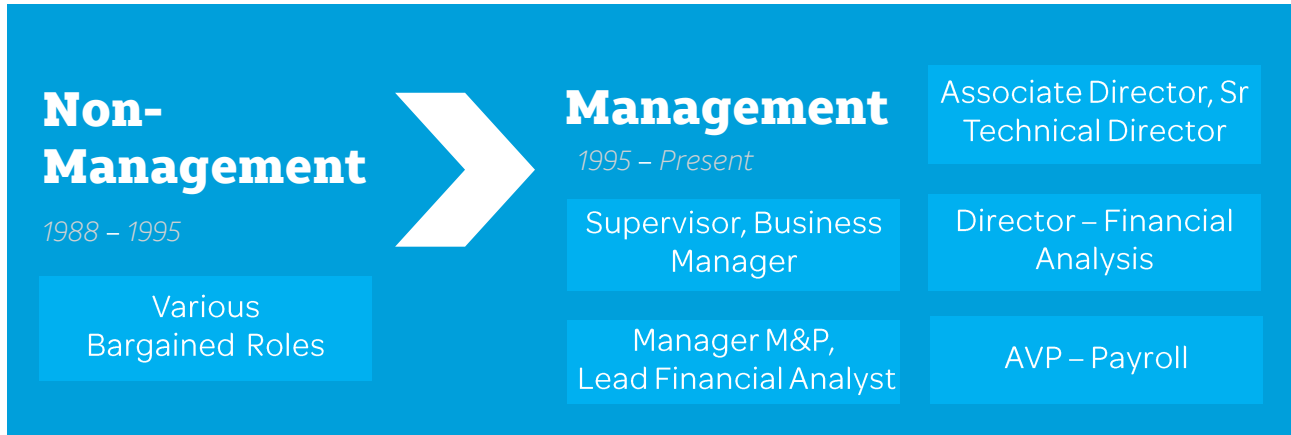 Non-
Management
1988 – 1995
Various
Bargained Roles
Management
1995 – Present
Supervisor, Business
Manager
Manager M&P,
Lead Financial Analyst
Associate Director, Sr
Technical Director
Director – Financial
Analysis
AVP – Payroll